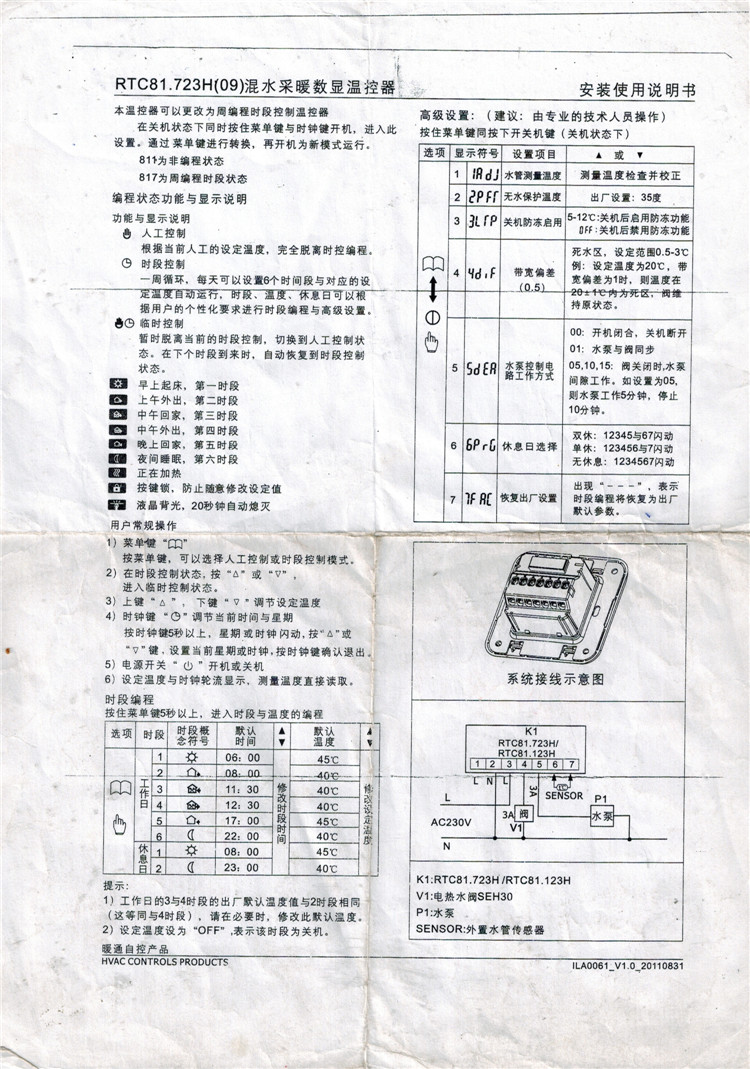 RTC81.723H(09)混水采暖数显温控器
安装使用说明书
本温控器可以更改为周编程时段控制温控器
在关机状态下同时按住菜单键与时钟键开机，进入此
设置。通过菜单键进行转换，再开机为新模式运行。
811为非编程状态
817为周编程时段状态
编程状态功能与显示说明
功能与显示说明
人工控制
根据当前人工的设定温度，完全脱离时控编程。
时段控制
一周循环，每天可以设置6个时间段与对应的设
定温度自动运行，时段、温度、休息日可以根
据用户的个性化要求进行时段编程与高级设置。
临时控制
暂时脱离当前的时段控制，切换到人工控制状
态。在下个时段到来时，自动恢复到时段控制
状态。
早上起床，第一时段
上午外出，第二时段
中午回家，第三时段
中午外出，第四时段
晚上回家，第五时段
夜间睡眠，第六时段
正在加热
按键锁，防止随意修改设定值
液晶背光，20秒钟自动熄灭
用户常规操作
1）菜单键“ ”
按菜单键，可以选择人工控制或时段控制模式。
2）在时段控制状态，按“△”或“▽”，
进入临时控制状态。
3）上键“△”，下键“▽”调节设定温度
4）时钟键“ ”调节当前时间与星期
按时钟键5秒以上，星期或时钟闪动，按“△”或
“▽”键，设置当前星期或时钟，按时钟键确认退出。
5）电源开关“ ⏻ ”开机或关机
6）设定温度与时钟轮流显示、测量温度直接读取。
时段编程
按住菜单键5秒以上，进入时段与温度的编程
选项 时段 时段概念符号 默认时间 ▲▼ 默认温度 ▲▼
工作日 修改时段时间 修改设定温度
1 06：00 45℃
2 08：00 40℃
3 11：30 40℃
4 12：30 40℃
5 17：00 40℃
6 22：00 40℃
休息日
1 08：00 45℃
2 23：00 40℃
提示：
1）工作日的3与4时段的出厂默认温度值与2时段相同
（这等同与4时段），请在必要时，修改此默认温度。
2）设定温度设为“OFF”,表示该时段为关机。
暖通自控产品
HVAC CONTROLS PRODUCTS
高级设置：（建议：由专业的技术人员操作）
按住菜单键同按下开关机键（关机状态下）
选项 显示符号 设置项目 ▲ 或 ▼
1 1Adj 水管测量温度 测量温度检查并校正
2 2PFT 无水保护温度 出厂设置：35度
3 3LTP 关机防冻启用 5-12℃:关机后启用防冻功能
OFF:关机后禁用防冻功能
4 4diF 带宽偏差（0.5）
死水区，设定范围0.5-3℃
例：设定温度为20℃，带
宽偏差为1时，则温度在
20±1℃内为死区，阀维
持原状态。
5 5dEA 水泵控制电路工作方式
00：开机闭合，关机断开
01：水泵与阀同步
05,10,15：阀关闭时,水泵
间隙工作。如设置为05,
则水泵工作5分钟，停止
10分钟。
6 6PrG 休息日选择
双休：12345与67闪动
单休：123456与7闪动
无休息：1234567闪动
7 7FAC 恢复出厂设置
出现“－－－”，表示
时段编程将恢复为出厂
默认参数。
系统接线示意图
K1
RTC81.723H/
RTC81.123H
1 2 3 4 5 6 7
L N L
3A
SENSOR
L
AC230V
N
3A 阀
V1
P1
水泵
K1:RTC81.723H /RTC81.123H
V1:电热水阀SEH30
P1:水泵
SENSOR:外置水管传感器
ILA0061_V1.0_20110831